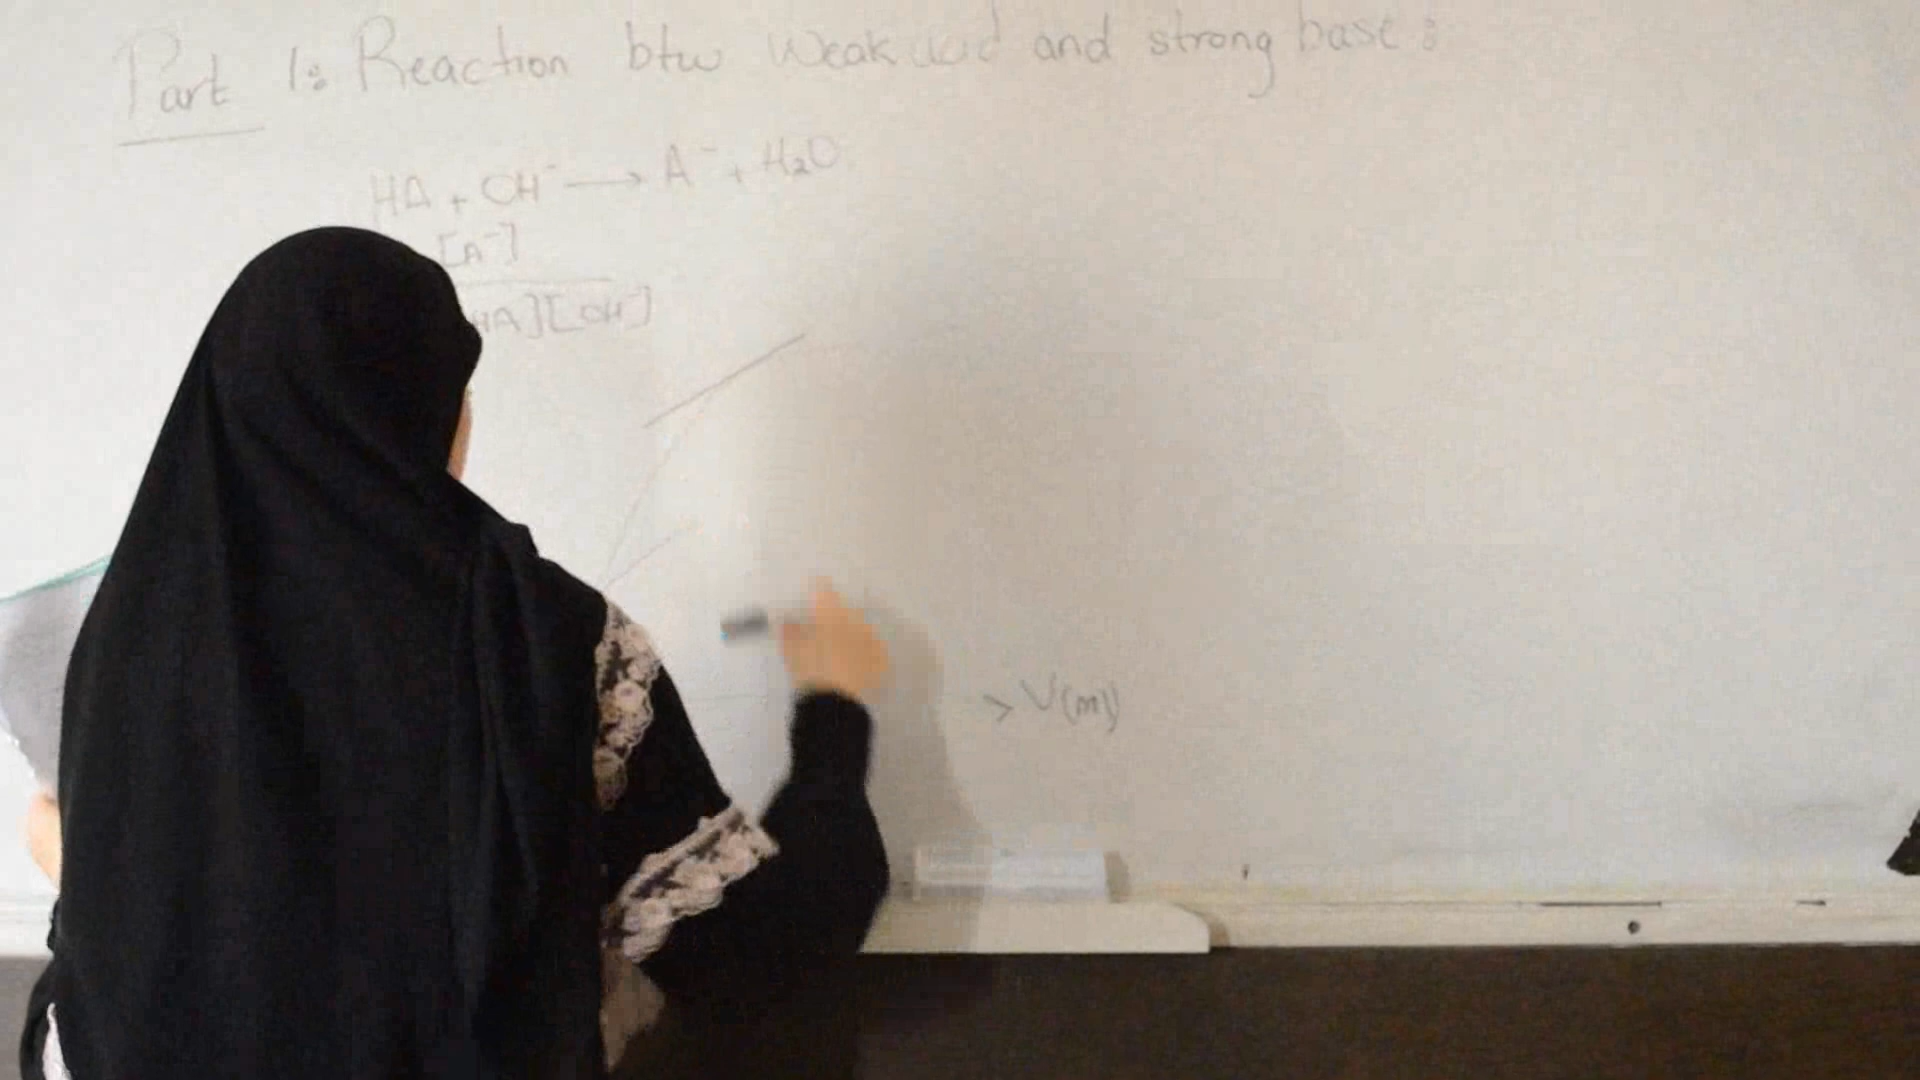 Part 1: Reaction btw weak acid and strong base:
HA + OH⁻ → A⁻ + H₂O
[A⁻]
HA][OH⁻]
V(ml)